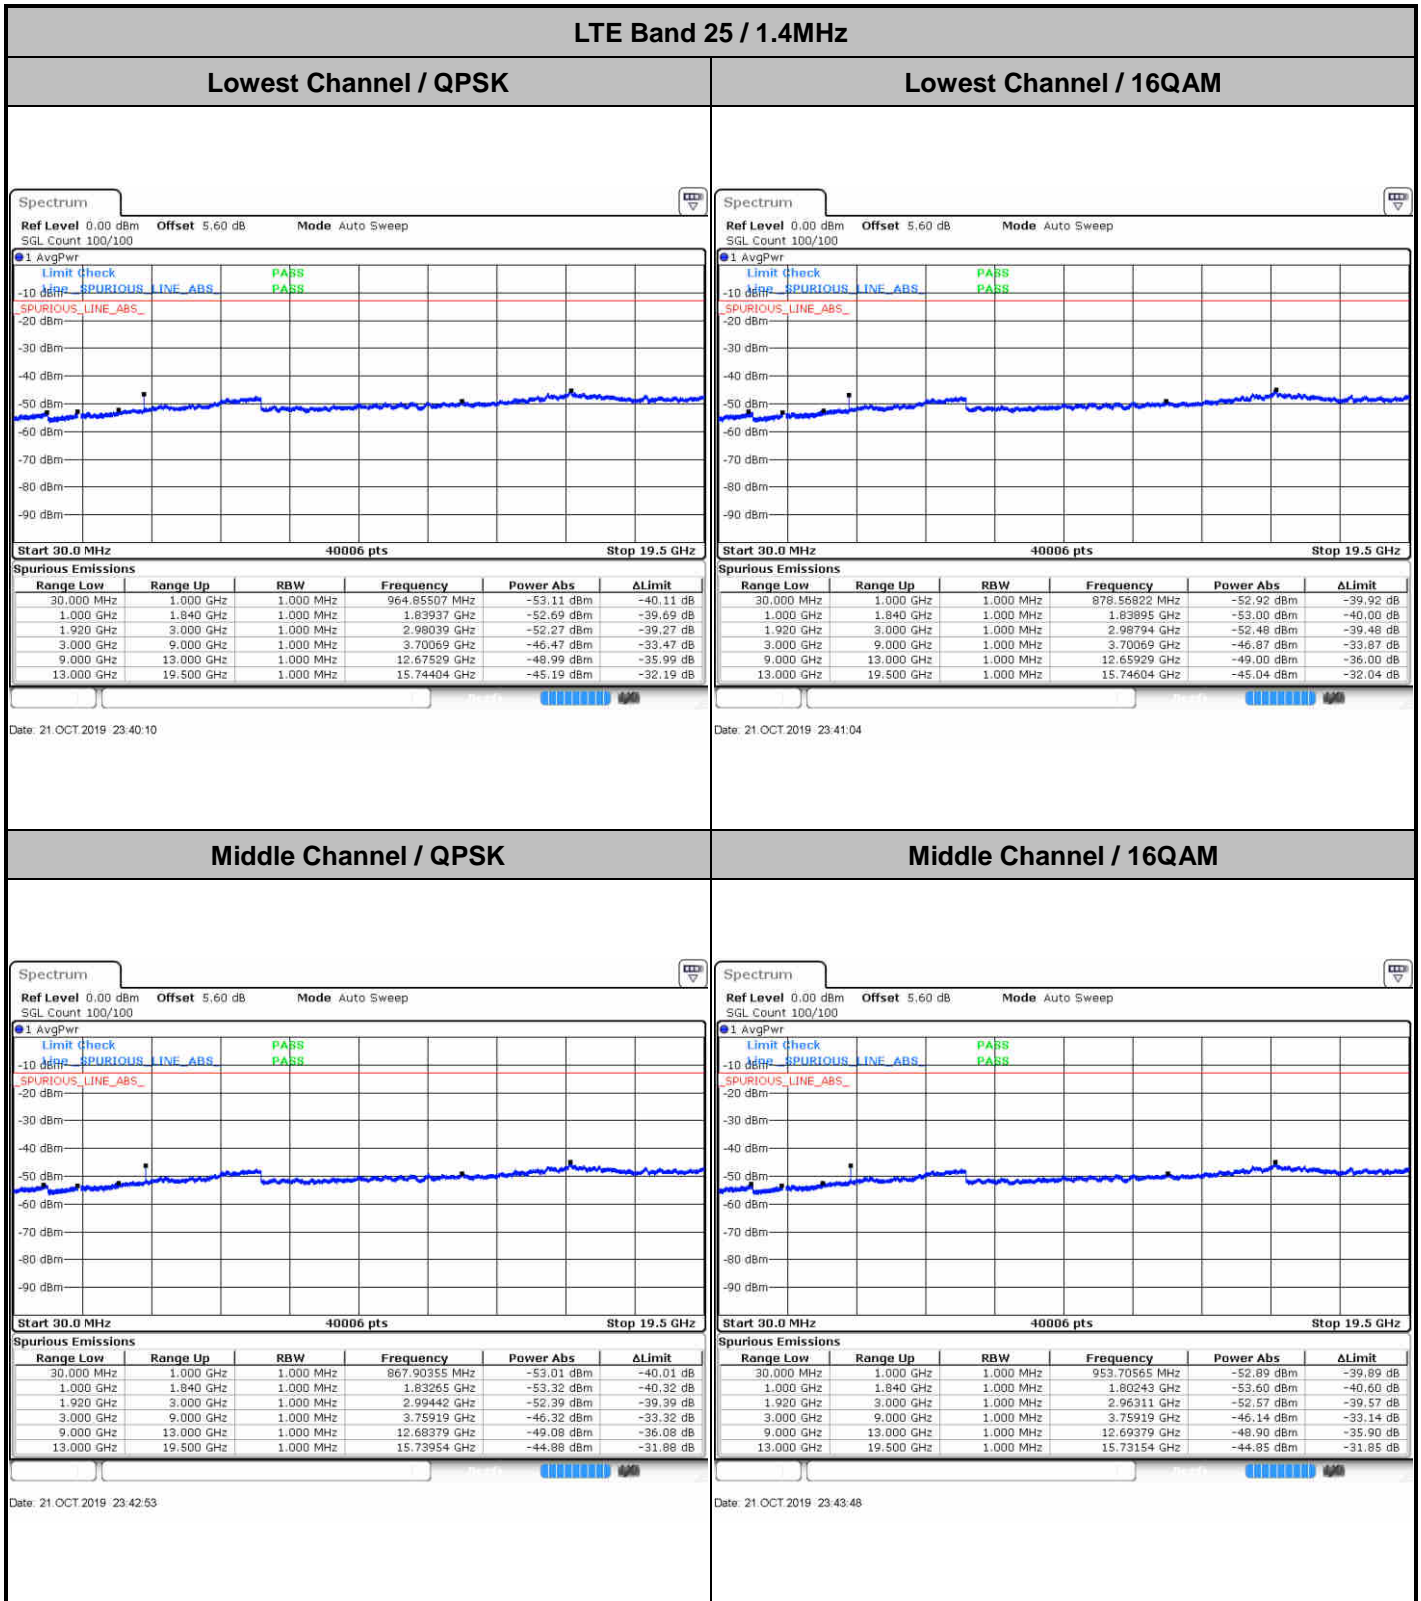 LTE Band 25 / 1.4MHz
Lowest Channel / QPSK
Lowest Channel / 16QAM
Spectrum
Ref Level 0.00 dBm Offset 5.60 dB Mode Auto Sweep
SGL Count 100/100
1 AvgPwr
Limit Check PASS
Line _SPURIOUS_LINE_ABS_ PASS
-10 dBm
_SPURIOUS_LINE_ABS_
-20 dBm
-30 dBm
-40 dBm
-50 dBm
-60 dBm
-70 dBm
-80 dBm
-90 dBm
Start 30.0 MHz 40006 pts Stop 19.5 GHz
Spurious Emissions
Range Low Range Up RBW Frequency Power Abs ΔLimit
30.000 MHz 1.000 GHz 1.000 MHz 964.85507 MHz -53.11 dBm -40.11 dB
1.000 GHz 1.840 GHz 1.000 MHz 1.83937 GHz -52.69 dBm -39.69 dB
1.920 GHz 3.000 GHz 1.000 MHz 2.98039 GHz -52.27 dBm -39.27 dB
3.000 GHz 9.000 GHz 1.000 MHz 3.70069 GHz -46.47 dBm -33.47 dB
9.000 GHz 13.000 GHz 1.000 MHz 12.67529 GHz -48.99 dBm -35.99 dB
13.000 GHz 19.500 GHz 1.000 MHz 15.74404 GHz -45.19 dBm -32.19 dB
Date: 21.OCT.2019 23:40:10
Spectrum
Ref Level 0.00 dBm Offset 5.60 dB Mode Auto Sweep
SGL Count 100/100
1 AvgPwr
Limit Check PASS
Line _SPURIOUS_LINE_ABS_ PASS
-10 dBm
_SPURIOUS_LINE_ABS_
-20 dBm
-30 dBm
-40 dBm
-50 dBm
-60 dBm
-70 dBm
-80 dBm
-90 dBm
Start 30.0 MHz 40006 pts Stop 19.5 GHz
Spurious Emissions
Range Low Range Up RBW Frequency Power Abs ΔLimit
30.000 MHz 1.000 GHz 1.000 MHz 878.56822 MHz -52.92 dBm -39.92 dB
1.000 GHz 1.840 GHz 1.000 MHz 1.83895 GHz -53.00 dBm -40.00 dB
1.920 GHz 3.000 GHz 1.000 MHz 2.98794 GHz -52.48 dBm -39.48 dB
3.000 GHz 9.000 GHz 1.000 MHz 3.70069 GHz -46.87 dBm -33.87 dB
9.000 GHz 13.000 GHz 1.000 MHz 12.65929 GHz -49.00 dBm -36.00 dB
13.000 GHz 19.500 GHz 1.000 MHz 15.74604 GHz -45.04 dBm -32.04 dB
Date: 21.OCT.2019 23:41:04
Middle Channel / QPSK
Middle Channel / 16QAM
Spectrum
Ref Level 0.00 dBm Offset 5.60 dB Mode Auto Sweep
SGL Count 100/100
1 AvgPwr
Limit Check PASS
Line _SPURIOUS_LINE_ABS_ PASS
-10 dBm
_SPURIOUS_LINE_ABS_
-20 dBm
-30 dBm
-40 dBm
-50 dBm
-60 dBm
-70 dBm
-80 dBm
-90 dBm
Start 30.0 MHz 40006 pts Stop 19.5 GHz
Spurious Emissions
Range Low Range Up RBW Frequency Power Abs ΔLimit
30.000 MHz 1.000 GHz 1.000 MHz 867.90355 MHz -53.01 dBm -40.01 dB
1.000 GHz 1.840 GHz 1.000 MHz 1.83265 GHz -53.32 dBm -40.32 dB
1.920 GHz 3.000 GHz 1.000 MHz 2.99442 GHz -52.39 dBm -39.39 dB
3.000 GHz 9.000 GHz 1.000 MHz 3.75919 GHz -46.32 dBm -33.32 dB
9.000 GHz 13.000 GHz 1.000 MHz 12.68379 GHz -49.08 dBm -36.08 dB
13.000 GHz 19.500 GHz 1.000 MHz 15.73954 GHz -44.88 dBm -31.88 dB
Date: 21.OCT.2019 23:42:53
Spectrum
Ref Level 0.00 dBm Offset 5.60 dB Mode Auto Sweep
SGL Count 100/100
1 AvgPwr
Limit Check PASS
Line _SPURIOUS_LINE_ABS_ PASS
-10 dBm
_SPURIOUS_LINE_ABS_
-20 dBm
-30 dBm
-40 dBm
-50 dBm
-60 dBm
-70 dBm
-80 dBm
-90 dBm
Start 30.0 MHz 40006 pts Stop 19.5 GHz
Spurious Emissions
Range Low Range Up RBW Frequency Power Abs ΔLimit
30.000 MHz 1.000 GHz 1.000 MHz 953.70565 MHz -52.89 dBm -39.89 dB
1.000 GHz 1.840 GHz 1.000 MHz 1.80243 GHz -53.60 dBm -40.60 dB
1.920 GHz 3.000 GHz 1.000 MHz 2.96311 GHz -52.57 dBm -39.57 dB
3.000 GHz 9.000 GHz 1.000 MHz 3.75919 GHz -46.14 dBm -33.14 dB
9.000 GHz 13.000 GHz 1.000 MHz 12.69379 GHz -48.90 dBm -35.90 dB
13.000 GHz 19.500 GHz 1.000 MHz 15.73154 GHz -44.85 dBm -31.85 dB
Date: 21.OCT.2019 23:43:48